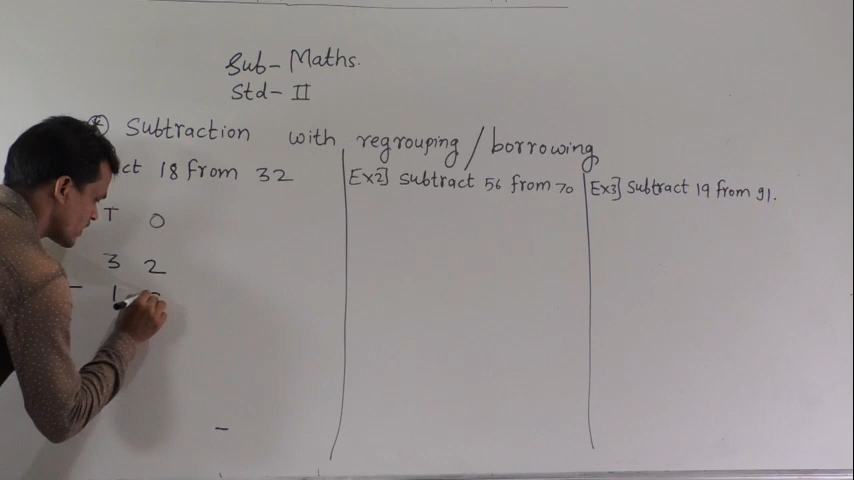 Sub- Maths.
Std- II
* Subtraction with regrouping / borrowing
ct 18 from 32
T O
3 2
- 1
Ex2] subtract 56 from 70
Ex3] subtract 19 from 91.